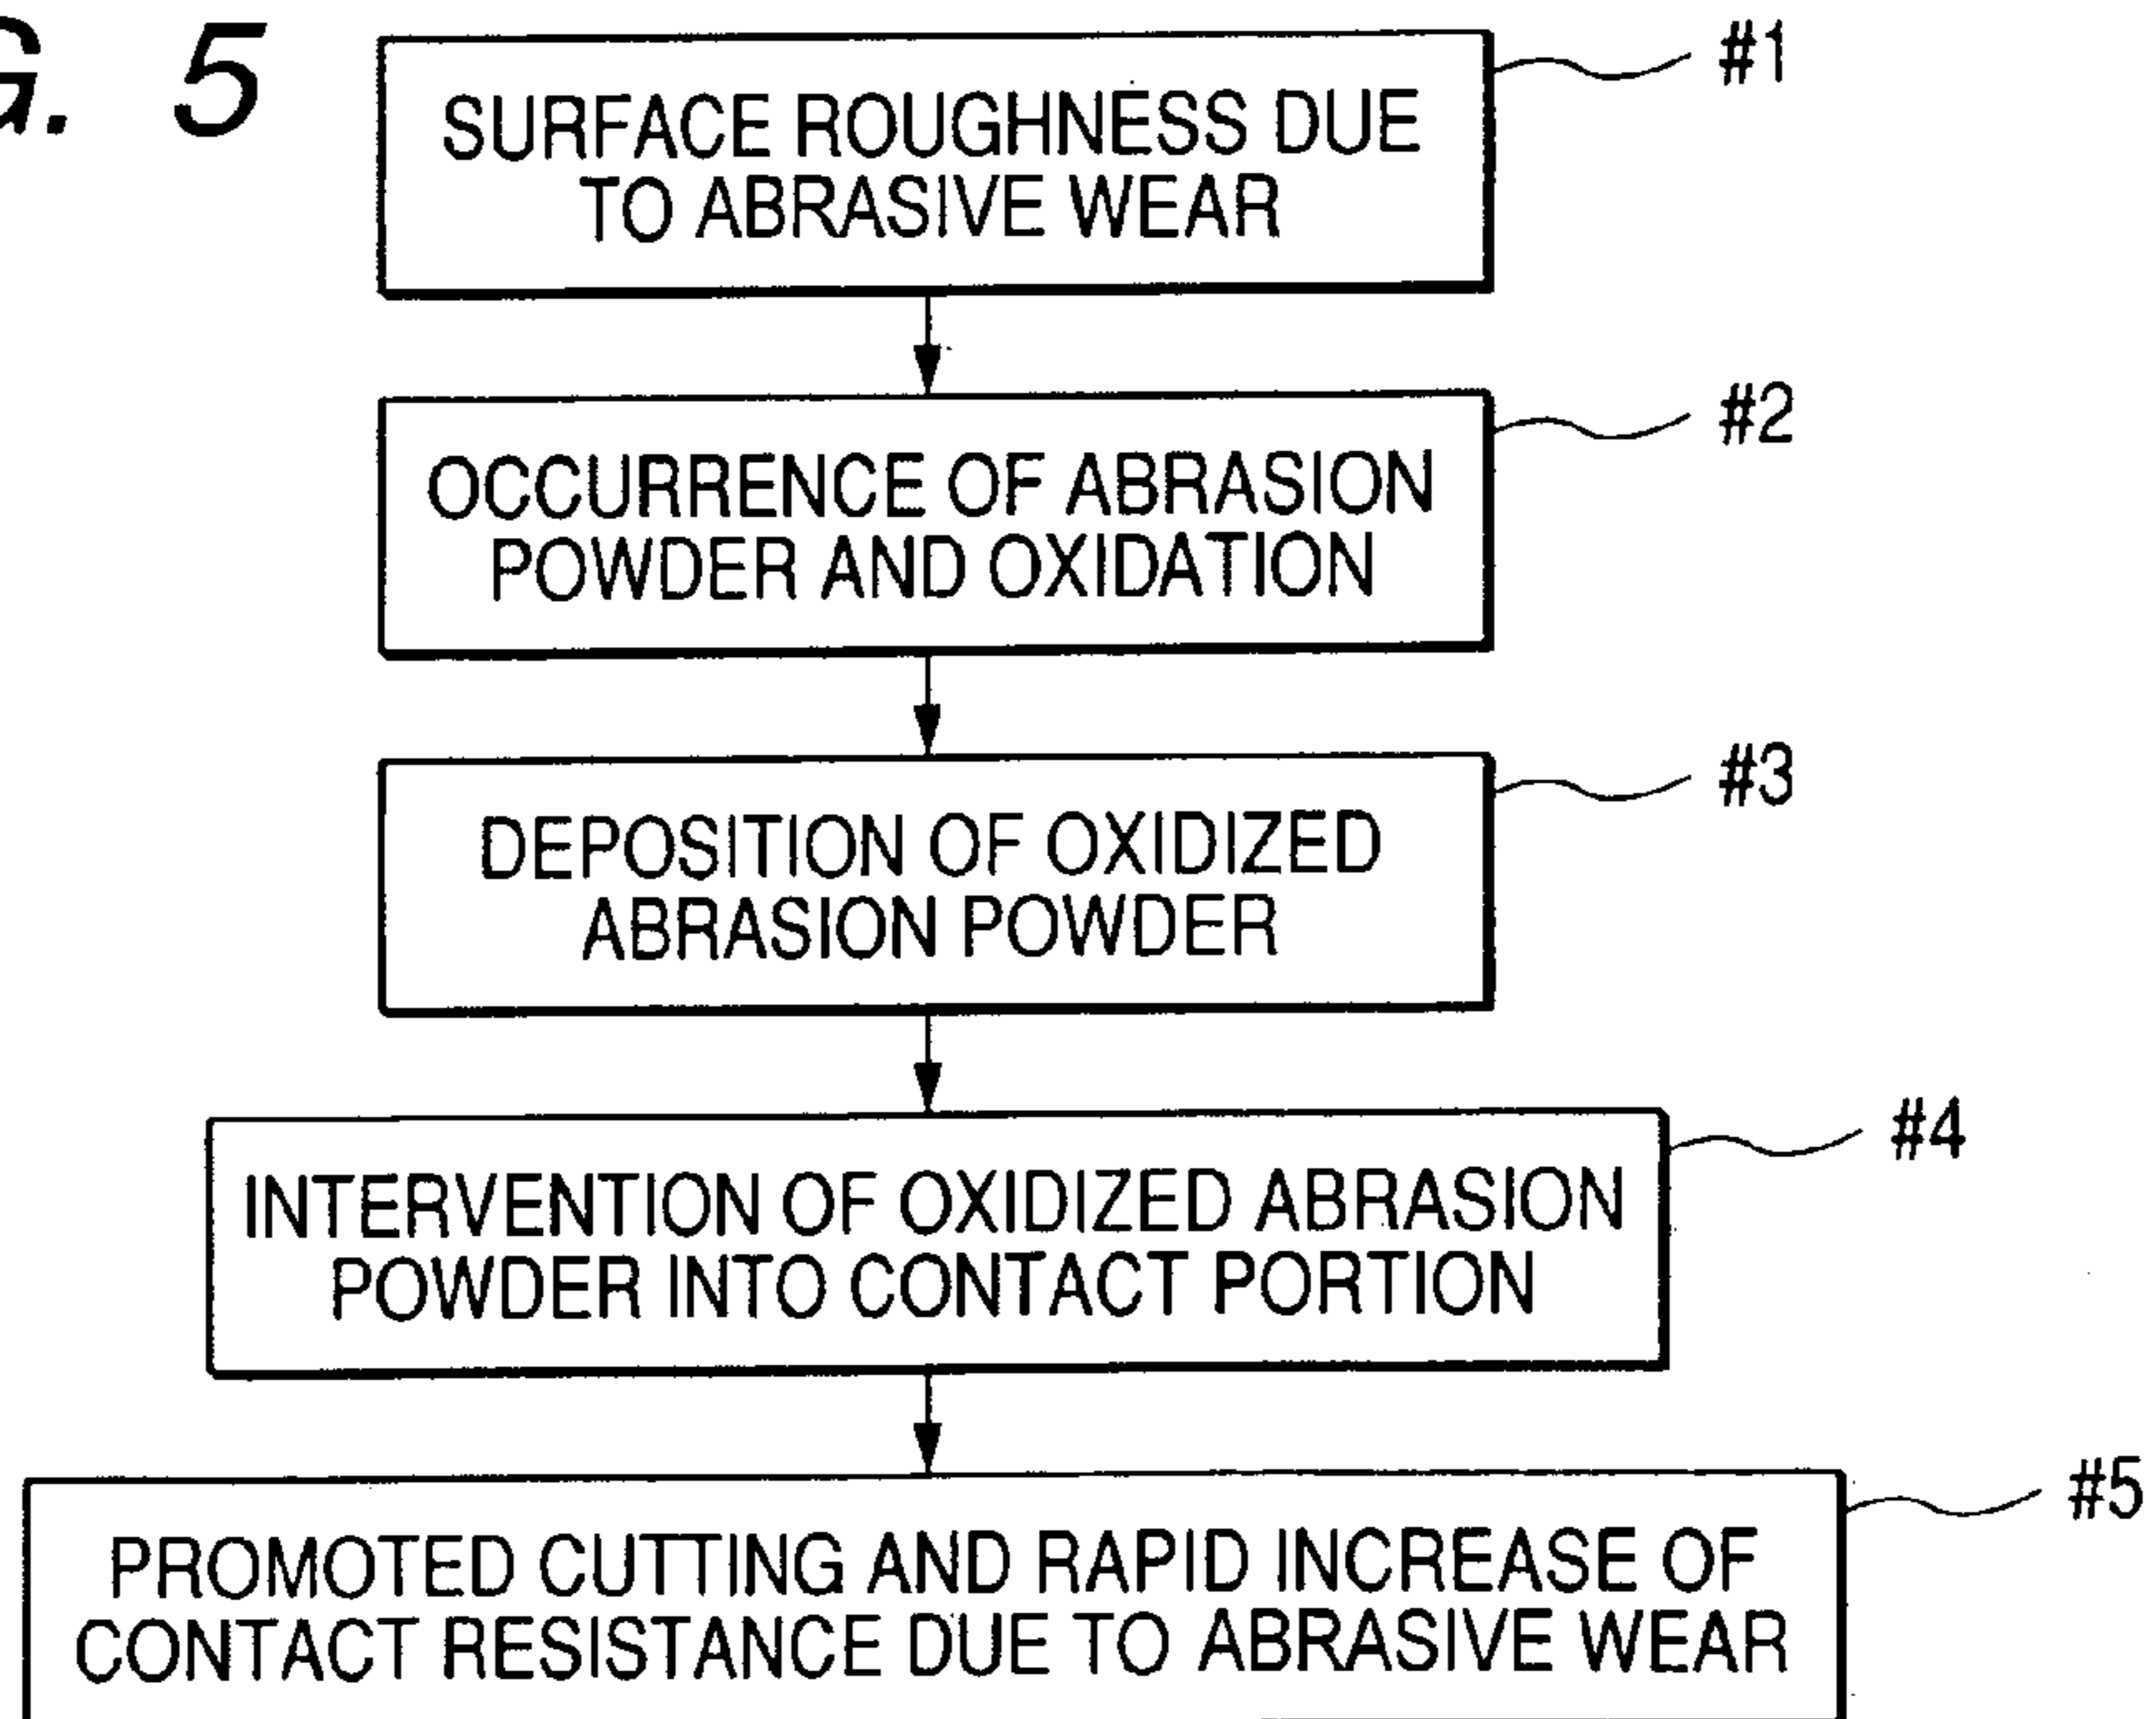 G. 5
#1
SURFACE ROUGHNESS DUE
TO ABRASIVE WEAR
#2
OCCURRENCE OF ABRASION
POWDER AND OXIDATION
#3
DEPOSITION OF OXIDIZED
ABRASION POWDER
#4
INTERVENTION OF OXIDIZED ABRASION
POWDER INTO CONTACT PORTION
#5
PROMOTED CUTTING AND RAPID INCREASE OF
CONTACT RESISTANCE DUE TO ABRASIVE WEAR